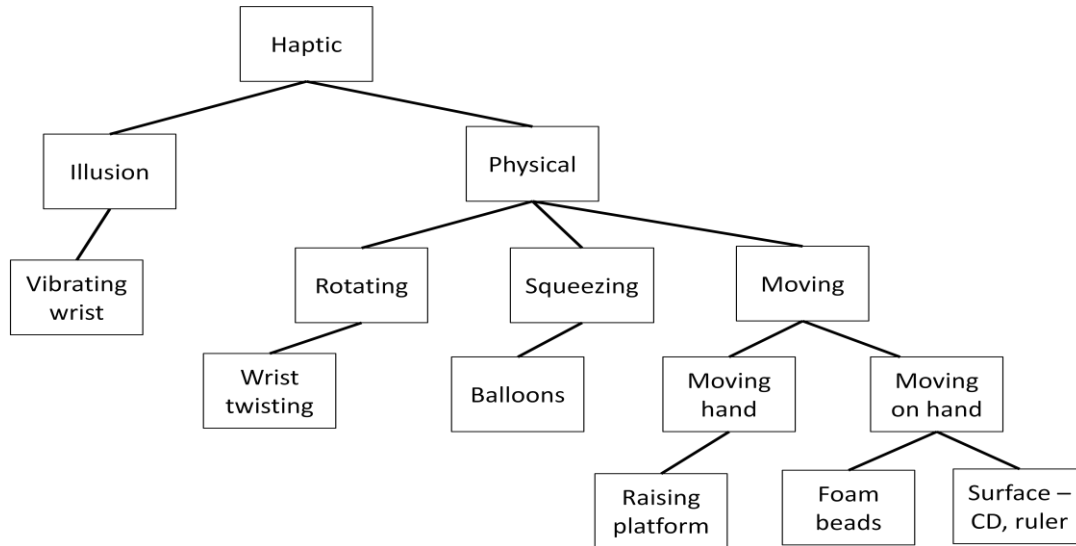 Haptic
Illusion
Physical
Vibrating
wrist
Rotating
Squeezing
Moving
Wrist
twisting
Balloons
Moving
hand
Moving
on hand
Raising
platform
Foam
beads
Surface –
CD, ruler